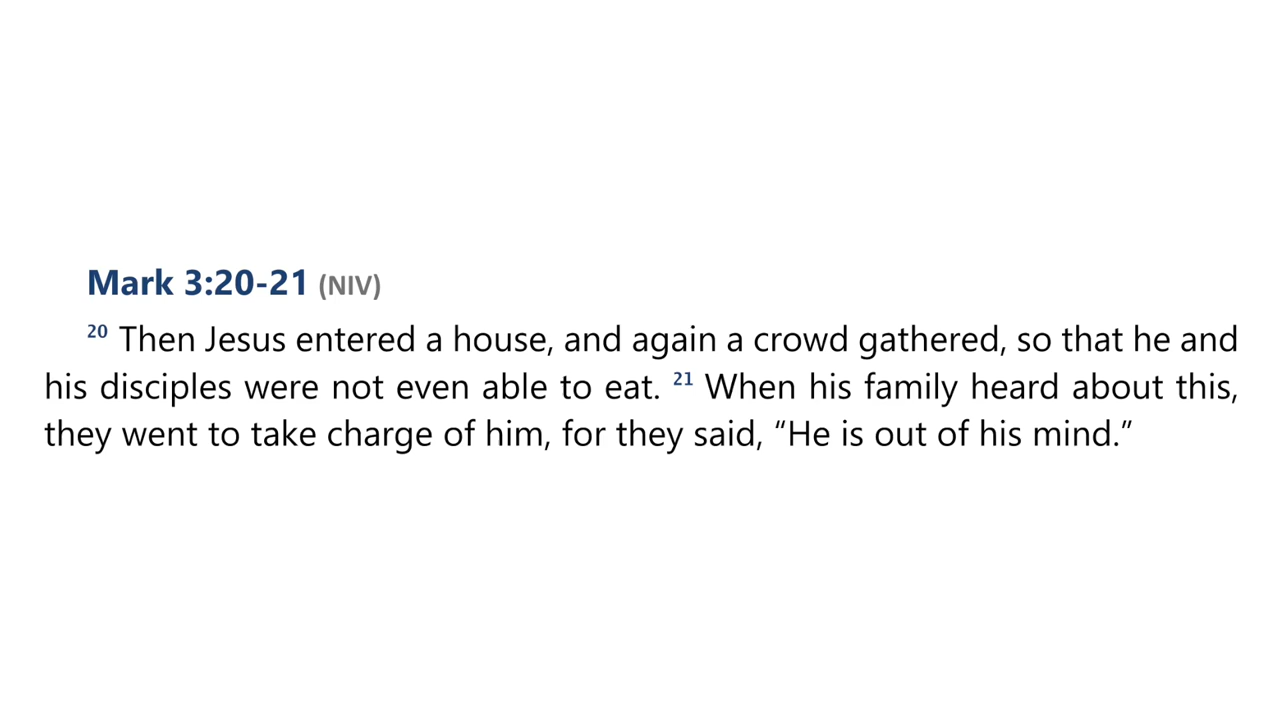 Mark 3:20-21 (NIV)
20 Then Jesus entered a house, and again a crowd gathered, so that he and
his disciples were not even able to eat. 21 When his family heard about this,
they went to take charge of him, for they said, “He is out of his mind.”